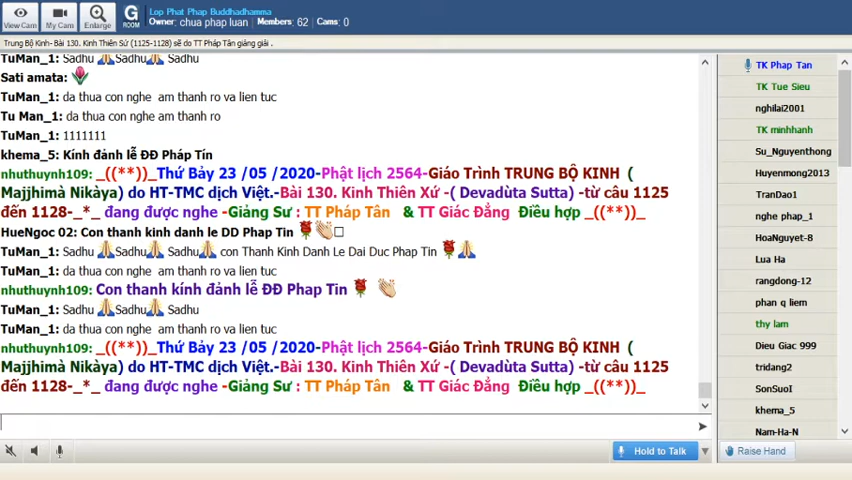 View Cam
My Cam
Enlarge
G
ROOM
Lop Phat Phap Buddhadhamma
Owner: chua phap luan Members: 62 Cams: 0
Trung Bộ Kinh- Bài 130. Kinh Thiên Sứ (1125-1128) sẽ do TT Pháp Tân giảng giải .
TuMan_1: Sadhu 🙏Sadhu🙏 Sadhu
Sati amata: 🌷
TuMan_1: da thua con nghe am thanh ro va lien tuc
Tu Man_1: da thua con nghe am thanh ro
TuMan_1: 1111111
khema_5: Kính đảnh lễ ĐĐ Pháp Tín
nhuthuynh109: _((**))_Thứ Bảy 23 /05 /2020-Phật lịch 2564-Giáo Trình TRUNG BỘ KINH (
Majjhimà Nikàya) do HT-TMC dịch Việt.-Bài 130. Kinh Thiên Xứ -( Devadùta Sutta) -từ câu 1125
đến 1128-_*_ đang được nghe -Giảng Sư : TT Pháp Tân & TT Giác Đẳng Điều hợp _((**))_
HueNgoc 02: Con thanh kinh danh le DD Phap Tin 🌹👏□
TuMan_1: Sadhu 🙏Sadhu🙏 Sadhu🙏 con Thanh Kinh Danh Le Dai Duc Phap Tin 🌹🙏
TuMan_1: da thua con nghe am thanh ro va lien tuc
nhuthuynh109: Con thanh kính đảnh lễ ĐĐ Phap Tin 🌹 👏
TuMan_1: Sadhu 🙏Sadhu🙏 Sadhu
TuMan_1: da thua con nghe am thanh ro va lien tuc
nhuthuynh109: _((**))_Thứ Bảy 23 /05 /2020-Phật lịch 2564-Giáo Trình TRUNG BỘ KINH (
Majjhimà Nikàya) do HT-TMC dịch Việt.-Bài 130. Kinh Thiên Xứ -( Devadùta Sutta) -từ câu 1125
đến 1128-_*_ đang được nghe -Giảng Sư : TT Pháp Tân & TT Giác Đẳng Điều hợp _((**))_
Hold to Talk
TK Phap Tan
TK Tue Sieu
nghilai2001
TK minhhanh
Su_Nguyenthong
Huyenmong2013
TranDao1
nghe phap_1
HoaNguyet-8
Lua Ha
rangdong-12
phan q liem
thy lam
Dieu Giac 999
tridang2
SonSuoI
khema_5
Nam-Ha-N
Raise Hand